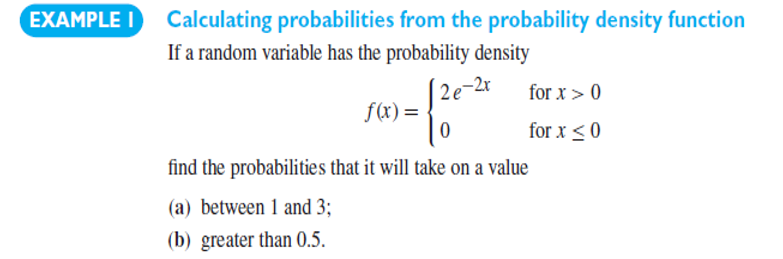 EXAMPLE 1 Calculating probabilities from the probability density function
If a random variable has the probability density
f(x) = { 2e^{-2x} for x > 0
0 for x ≤ 0
find the probabilities that it will take on a value
(a) between 1 and 3;
(b) greater than 0.5.